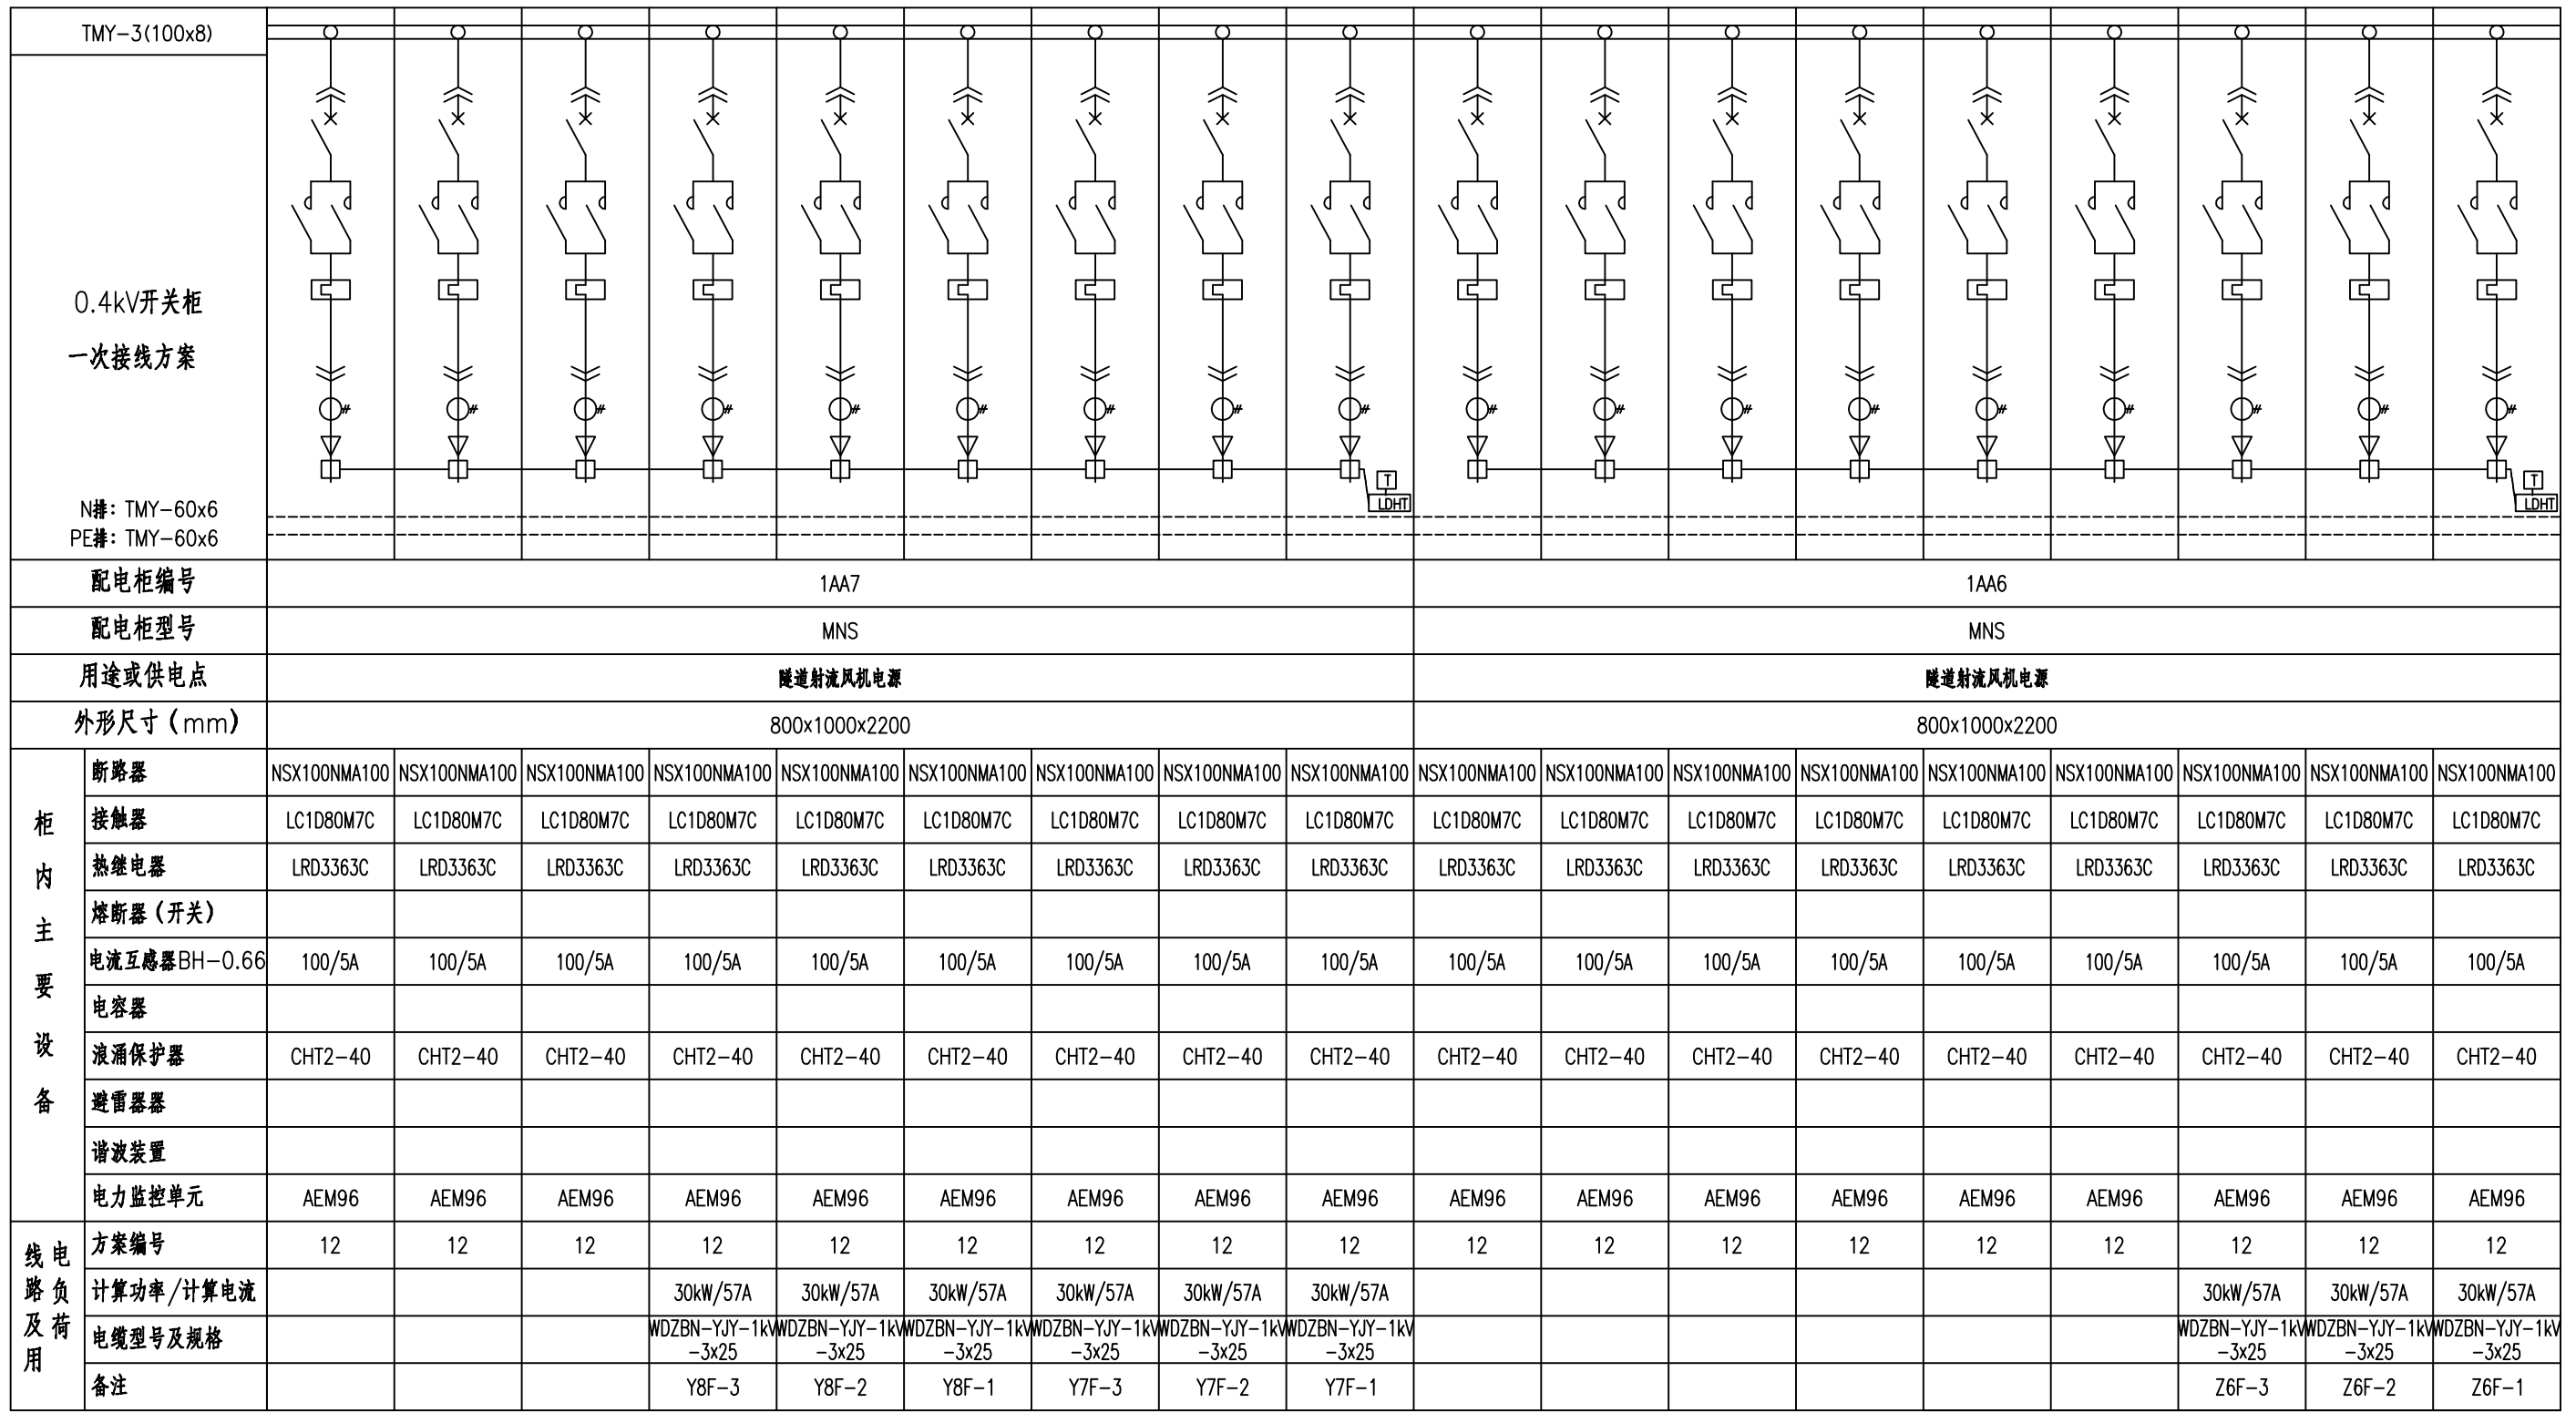 TMY-3(100x8)
0.4kV开关柜
一次接线方案
T T
LDHT LDHT
N排: TMY-60x6
PE排: TMY-60x6
配电柜编号 1AA7 1AA6
配电柜型号 MNS MNS
用途或供电点 隧道射流风机电源 隧道射流风机电源
外形尺寸(mm) 800x1000x2200 800x1000x2200
柜内主要设备
断路器 NSX100NMA100 NSX100NMA100 NSX100NMA100 NSX100NMA100 NSX100NMA100 NSX100NMA100 NSX100NMA100 NSX100NMA100 NSX100NMA100 NSX100NMA100 NSX100NMA100 NSX100NMA100 NSX100NMA100 NSX100NMA100 NSX100NMA100 NSX100NMA100 NSX100NMA100 NSX100NMA100
接触器 LC1D80M7C LC1D80M7C LC1D80M7C LC1D80M7C LC1D80M7C LC1D80M7C LC1D80M7C LC1D80M7C LC1D80M7C LC1D80M7C LC1D80M7C LC1D80M7C LC1D80M7C LC1D80M7C LC1D80M7C LC1D80M7C LC1D80M7C LC1D80M7C
热继电器 LRD3363C LRD3363C LRD3363C LRD3363C LRD3363C LRD3363C LRD3363C LRD3363C LRD3363C LRD3363C LRD3363C LRD3363C LRD3363C LRD3363C LRD3363C LRD3363C LRD3363C LRD3363C
熔断器(开关)
电流互感器BH-0.66 100/5A 100/5A 100/5A 100/5A 100/5A 100/5A 100/5A 100/5A 100/5A 100/5A 100/5A 100/5A 100/5A 100/5A 100/5A 100/5A 100/5A 100/5A
电容器
浪涌保护器 CHT2-40 CHT2-40 CHT2-40 CHT2-40 CHT2-40 CHT2-40 CHT2-40 CHT2-40 CHT2-40 CHT2-40 CHT2-40 CHT2-40 CHT2-40 CHT2-40 CHT2-40 CHT2-40 CHT2-40 CHT2-40
避雷器器
谐波装置
电力监控单元 AEM96 AEM96 AEM96 AEM96 AEM96 AEM96 AEM96 AEM96 AEM96 AEM96 AEM96 AEM96 AEM96 AEM96 AEM96 AEM96 AEM96 AEM96
线路及用
电负荷
方案编号 12 12 12 12 12 12 12 12 12 12 12 12 12 12 12 12 12 12
计算功率/计算电流 30kW/57A 30kW/57A 30kW/57A 30kW/57A 30kW/57A 30kW/57A 30kW/57A 30kW/57A 30kW/57A
电缆型号及规格 WDZBN-YJY-1kV WDZBN-YJY-1kV WDZBN-YJY-1kV WDZBN-YJY-1kV WDZBN-YJY-1kV WDZBN-YJY-1kV WDZBN-YJY-1kV WDZBN-YJY-1kV WDZBN-YJY-1kV
-3x25 -3x25 -3x25 -3x25 -3x25 -3x25 -3x25 -3x25 -3x25
备注 Y8F-3 Y8F-2 Y8F-1 Y7F-3 Y7F-2 Y7F-1 Z6F-3 Z6F-2 Z6F-1